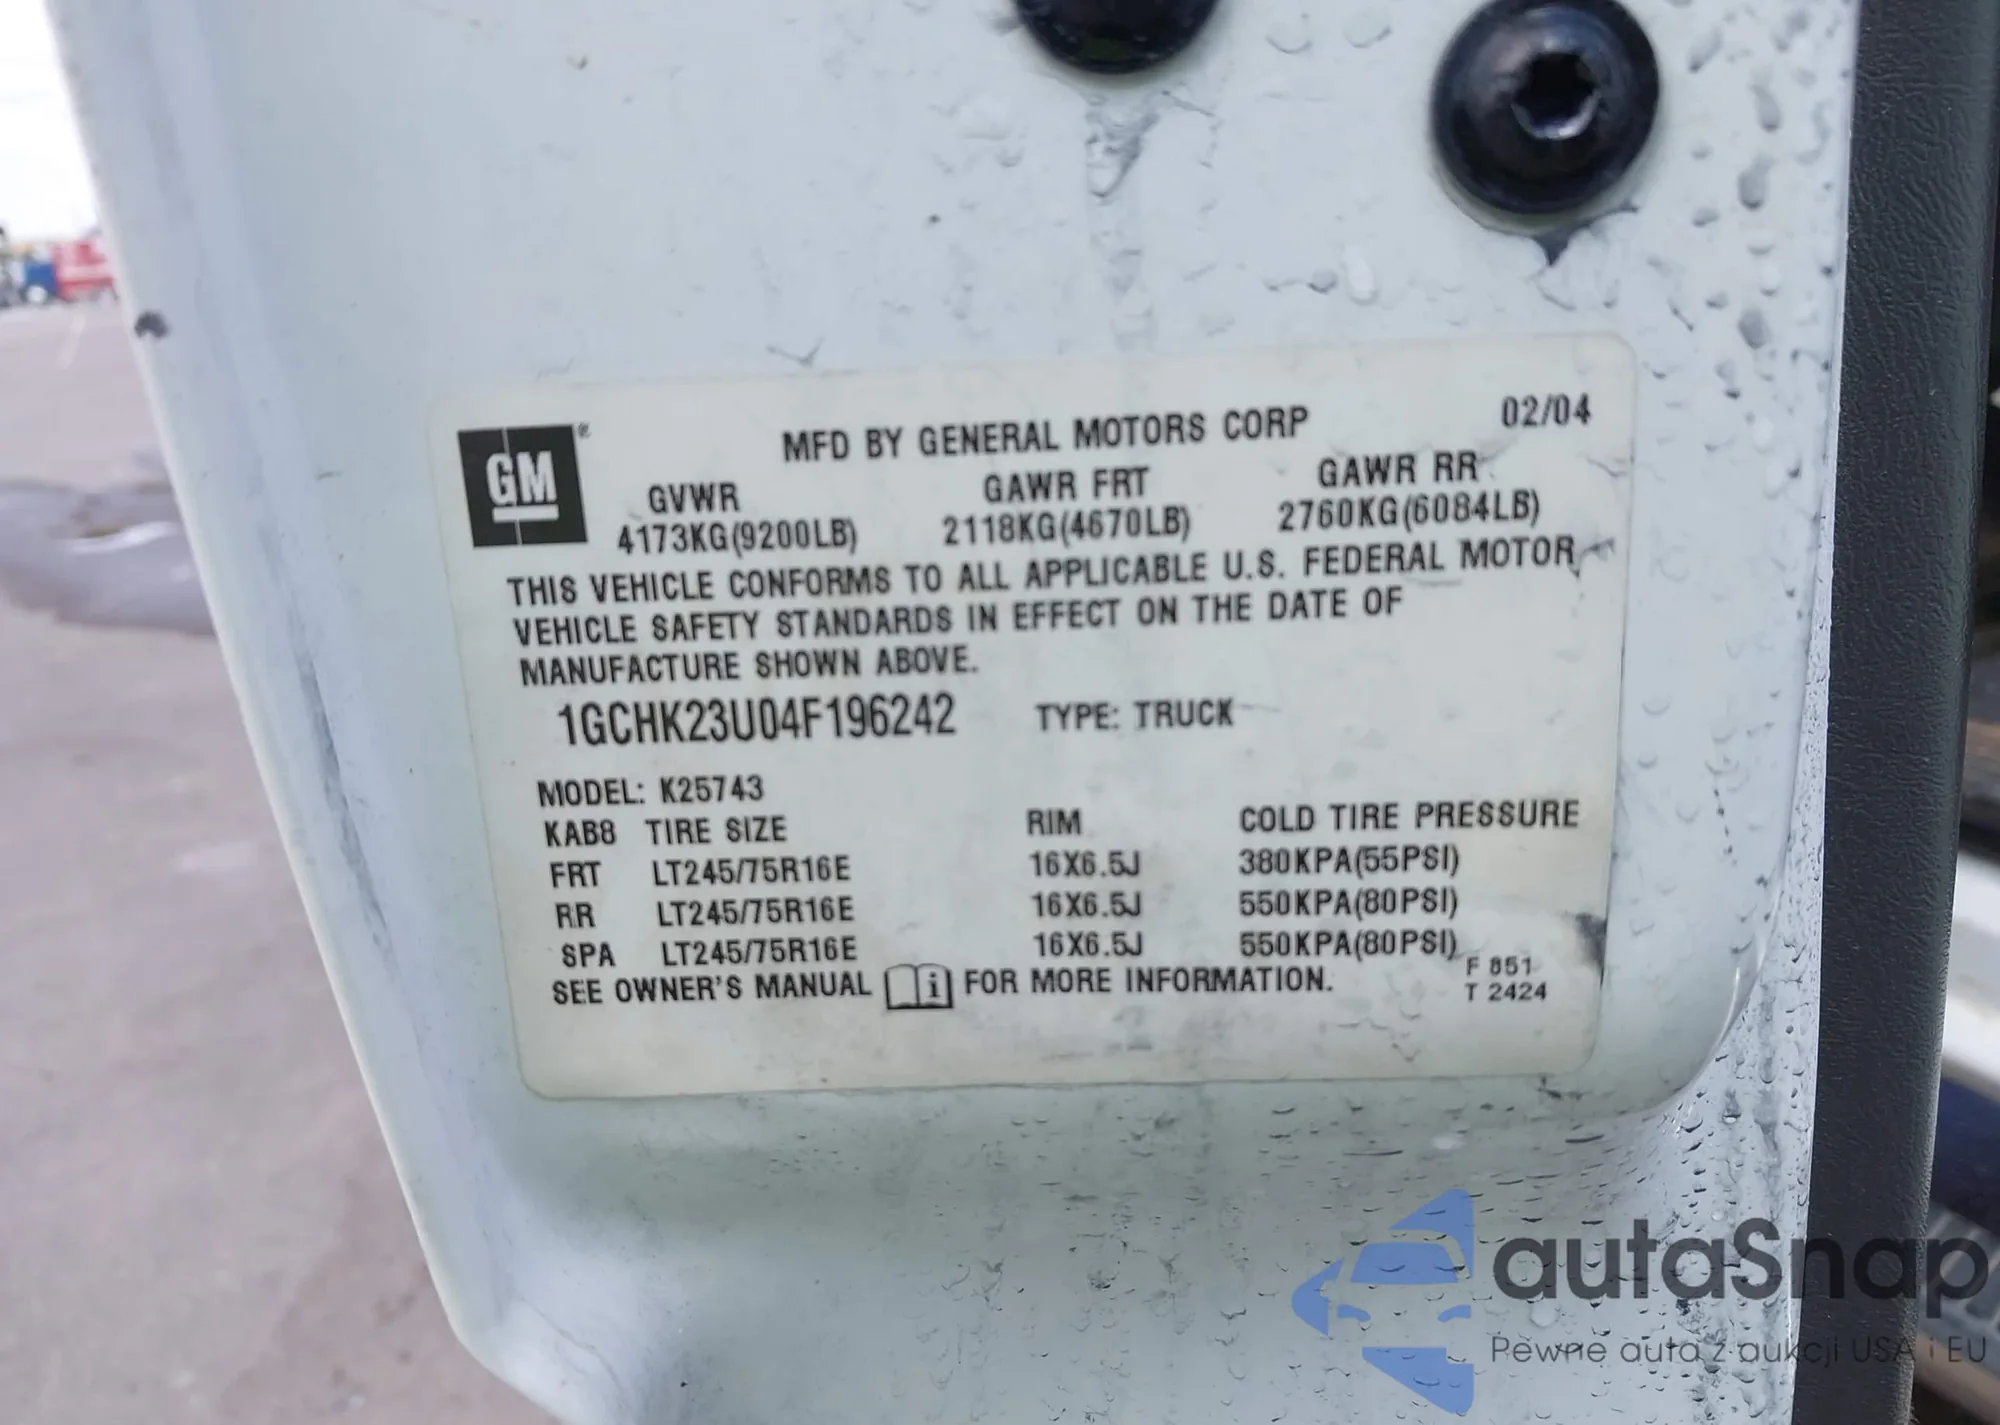 GM ®
MFD BY GENERAL MOTORS CORP 02/04
GVWR GAWR FRT GAWR RR
4173KG(9200LB) 2118KG(4670LB) 2760KG(6084LB)
THIS VEHICLE CONFORMS TO ALL APPLICABLE U.S. FEDERAL MOTOR
VEHICLE SAFETY STANDARDS IN EFFECT ON THE DATE OF
MANUFACTURE SHOWN ABOVE.
1GCHK23U04F196242 TYPE: TRUCK
MODEL: K25743
KAB8 TIRE SIZE RIM COLD TIRE PRESSURE
FRT LT245/75R16E 16X6.5J 380KPA(55PSI)
RR LT245/75R16E 16X6.5J 550KPA(80PSI)
SPA LT245/75R16E 16X6.5J 550KPA(80PSI)
SEE OWNER'S MANUAL i FOR MORE INFORMATION.
F 851
T 2424
autaSnap
Pewne auta z aukcji USA i EU